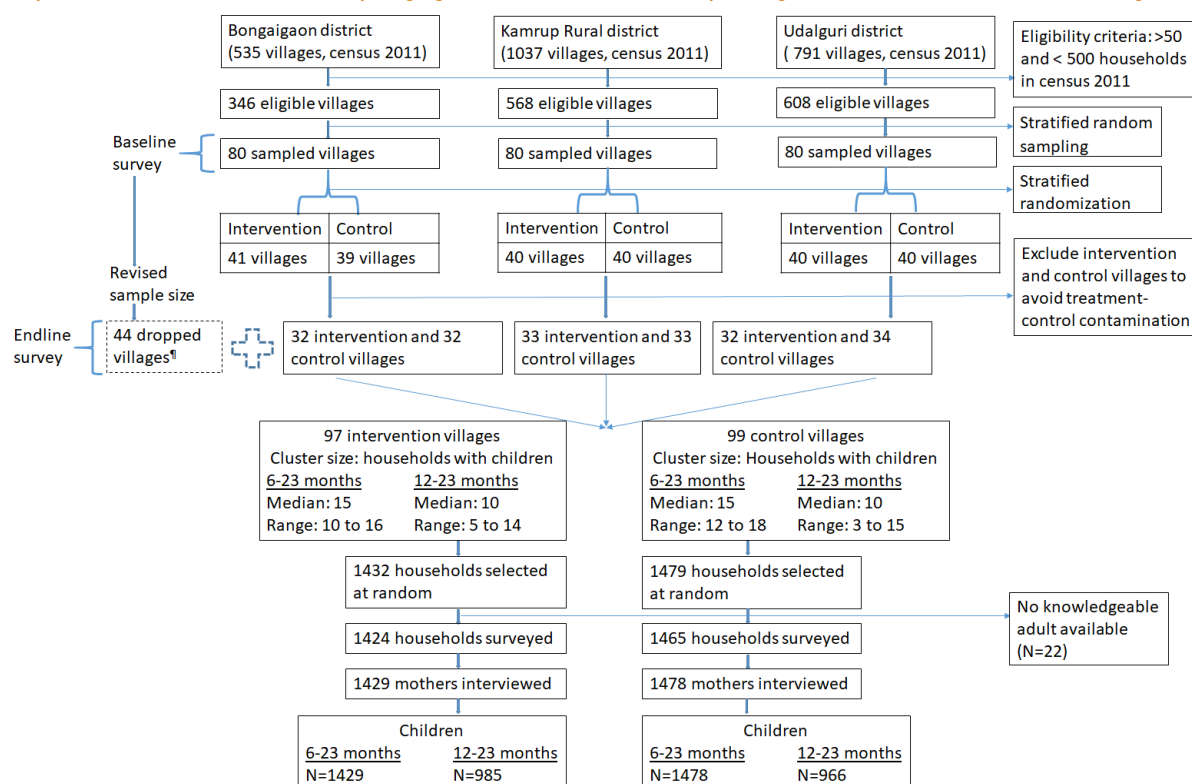 Bongaigaon district
(535 villages, census 2011)
Kamrup Rural district
(1037 villages, census 2011)
Udalguri district
( 791 villages, census 2011)
Eligibility criteria: >50
and < 500 households
in census 2011
346 eligible villages
568 eligible villages
608 eligible villages
Baseline
survey
80 sampled villages
80 sampled villages
80 sampled villages
Stratified random
sampling
Stratified
randomization
Intervention
Control
41 villages
39 villages
Intervention
Control
40 villages
40 villages
Intervention
Control
40 villages
40 villages
Exclude intervention
and control villages to
avoid treatment-
control contamination
Revised
sample size
Endline
survey
44 dropped
villages¶
32 intervention and 32
control villages
33 intervention and 33
control villages
32 intervention and 34
control villages
97 intervention villages
Cluster size: households with children
6-23 months
12-23 months
Median: 15
Median: 10
Range: 10 to 16
Range: 5 to 14
99 control villages
Cluster size: Households with children
6-23 months
12-23 months
Median: 15
Median: 10
Range: 12 to 18
Range: 3 to 15
1432 households selected
at random
1479 households selected
at random
No knowledgeable
adult available
(N=22)
1424 households surveyed
1465 households surveyed
1429 mothers interviewed
1478 mothers interviewed
Children
6-23 months
12-23 months
N=1429
N=985
Children
6-23 months
12-23 months
N=1478
N=966